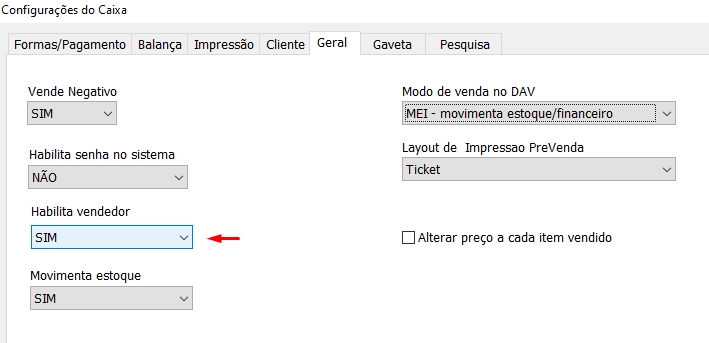 Configurações do Caixa
Formas/Pagamento Balança Impressão Cliente Geral Gaveta Pesquisa
Vende Negativo
SIM
Habilita senha no sistema
NÃO
Habilita vendedor
SIM
Movimenta estoque
SIM
Modo de venda no DAV
MEI - movimenta estoque/financeiro
Layout de Impressao PreVenda
Ticket
Alterar preço a cada item vendido